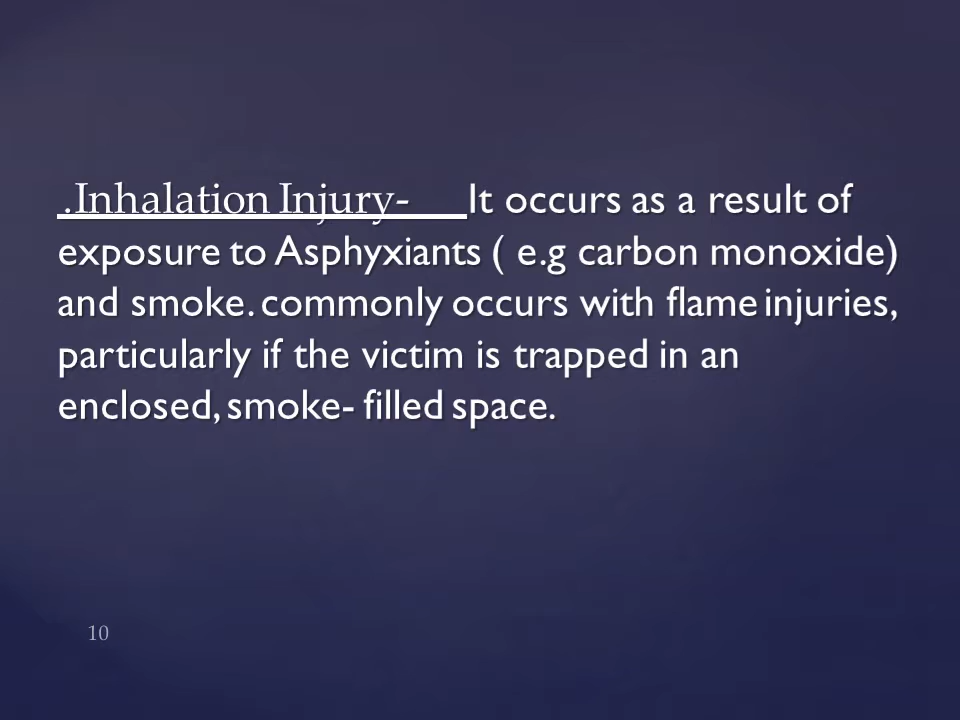 .Inhalation Injury- It occurs as a result of
exposure to Asphyxiants ( e.g carbon monoxide)
and smoke. commonly occurs with flame injuries,
particularly if the victim is trapped in an
enclosed, smoke- filled space.
10